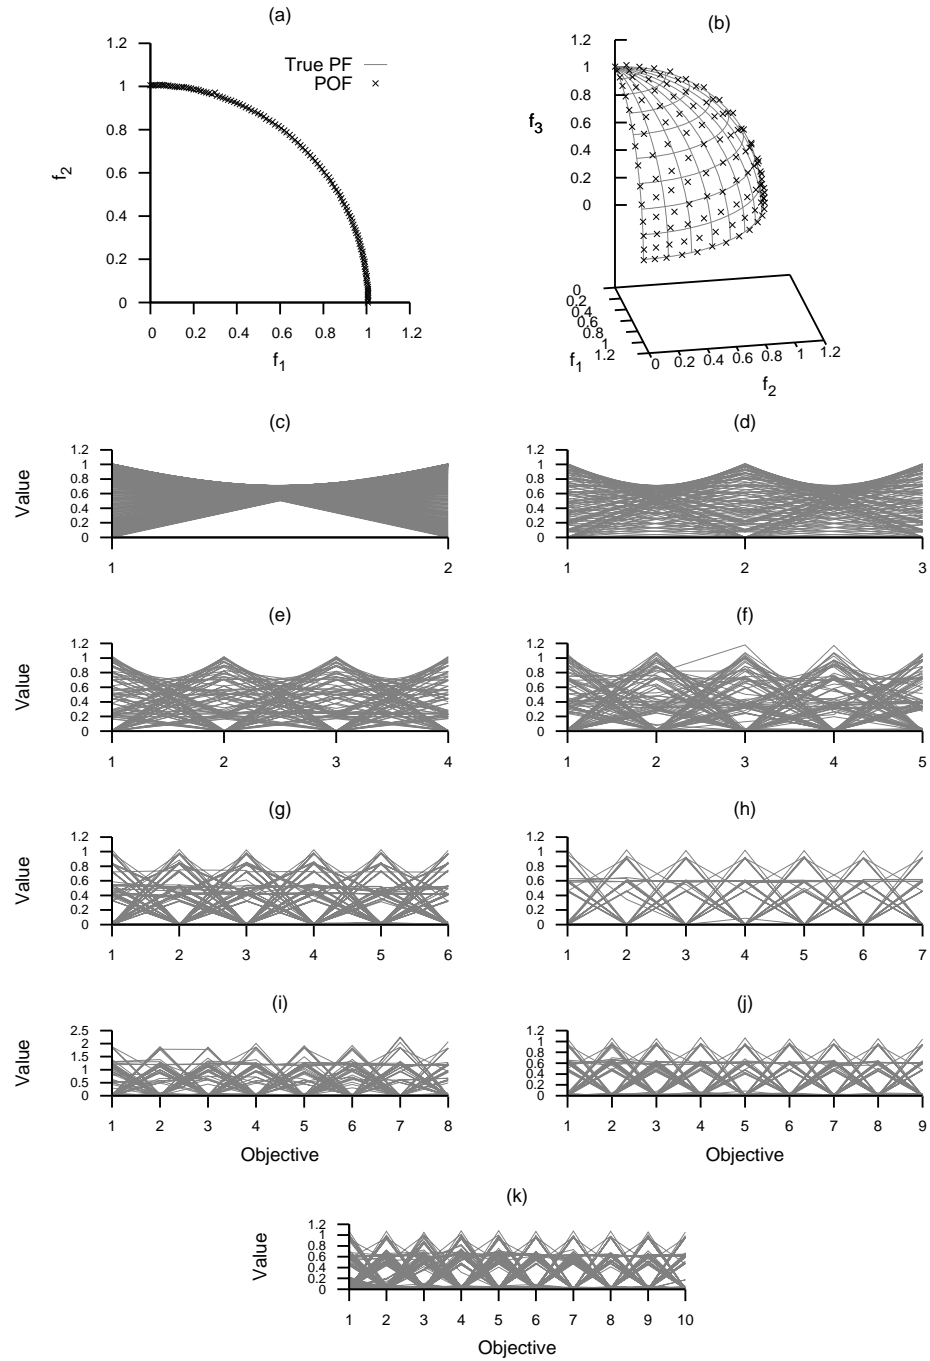 (a)
1.2
1
0.8
0.6
0.4
0.2
0
0 0.2 0.4 0.6 0.8 1 1.2
f2
f1
True PF
POF
(b)
1.2
1
0.8
0.6
0.4
0.2
0
f3
0
0.2
0.4
0.6
0.8
1
1.2
f1
0 0.2 0.4 0.6 0.8 1 1.2
f2
(c)
Value
1.2
1
0.8
0.6
0.4
0.2
0
1 2
(d)
1.2
1
0.8
0.6
0.4
0.2
0
1 2 3
(e)
Value
1.2
1
0.8
0.6
0.4
0.2
0
1 2 3 4
(f)
1.2
1
0.8
0.6
0.4
0.2
0
1 2 3 4 5
(g)
Value
1.2
1
0.8
0.6
0.4
0.2
0
1 2 3 4 5 6
(h)
1.2
1
0.8
0.6
0.4
0.2
0
1 2 3 4 5 6 7
(i)
Value
2.5
2
1.5
1
0.5
0
1 2 3 4 5 6 7 8
Objective
(j)
1.2
1
0.8
0.6
0.4
0.2
0
1 2 3 4 5 6 7 8 9
Objective
(k)
Value
1.2
1
0.8
0.6
0.4
0.2
0
1 2 3 4 5 6 7 8 9 10
Objective